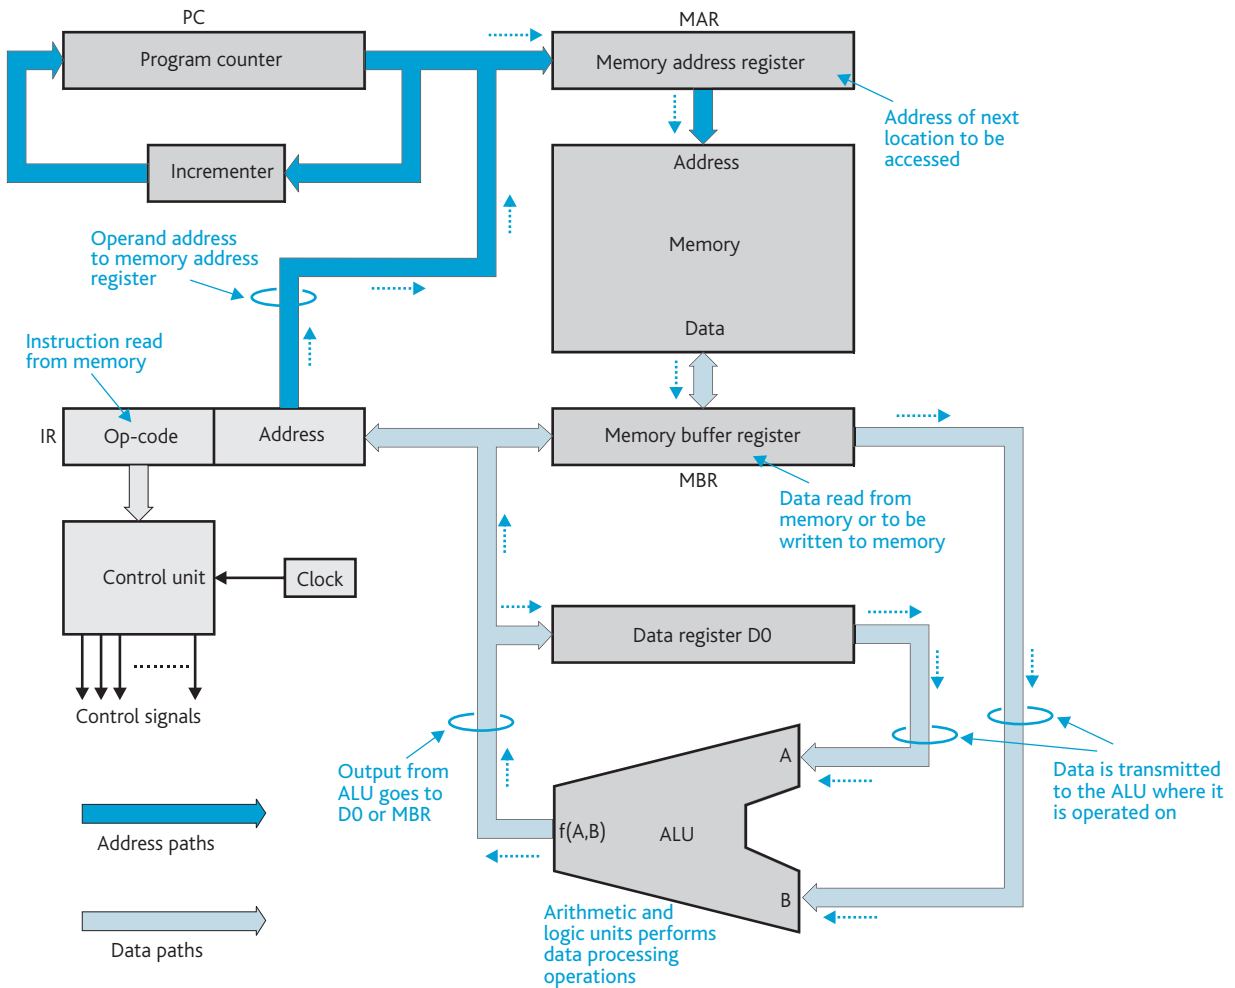 PC
Program counter
MAR
Memory address register
Address of next
location to be
accessed
Incrementer
Address
Memory
Data
Operand address
to memory address
register
Instruction read
from memory
IR
Op-code
Address
Memory buffer register
MBR
Data read from
memory or to be
written to memory
Control unit
Clock
Control signals
Data register D0
Output from
ALU goes to
D0 or MBR
A
f(A,B)
ALU
B
Data is transmitted
to the ALU where it
is operated on
Arithmetic and
logic units performs
data processing
operations
Address paths
Data paths